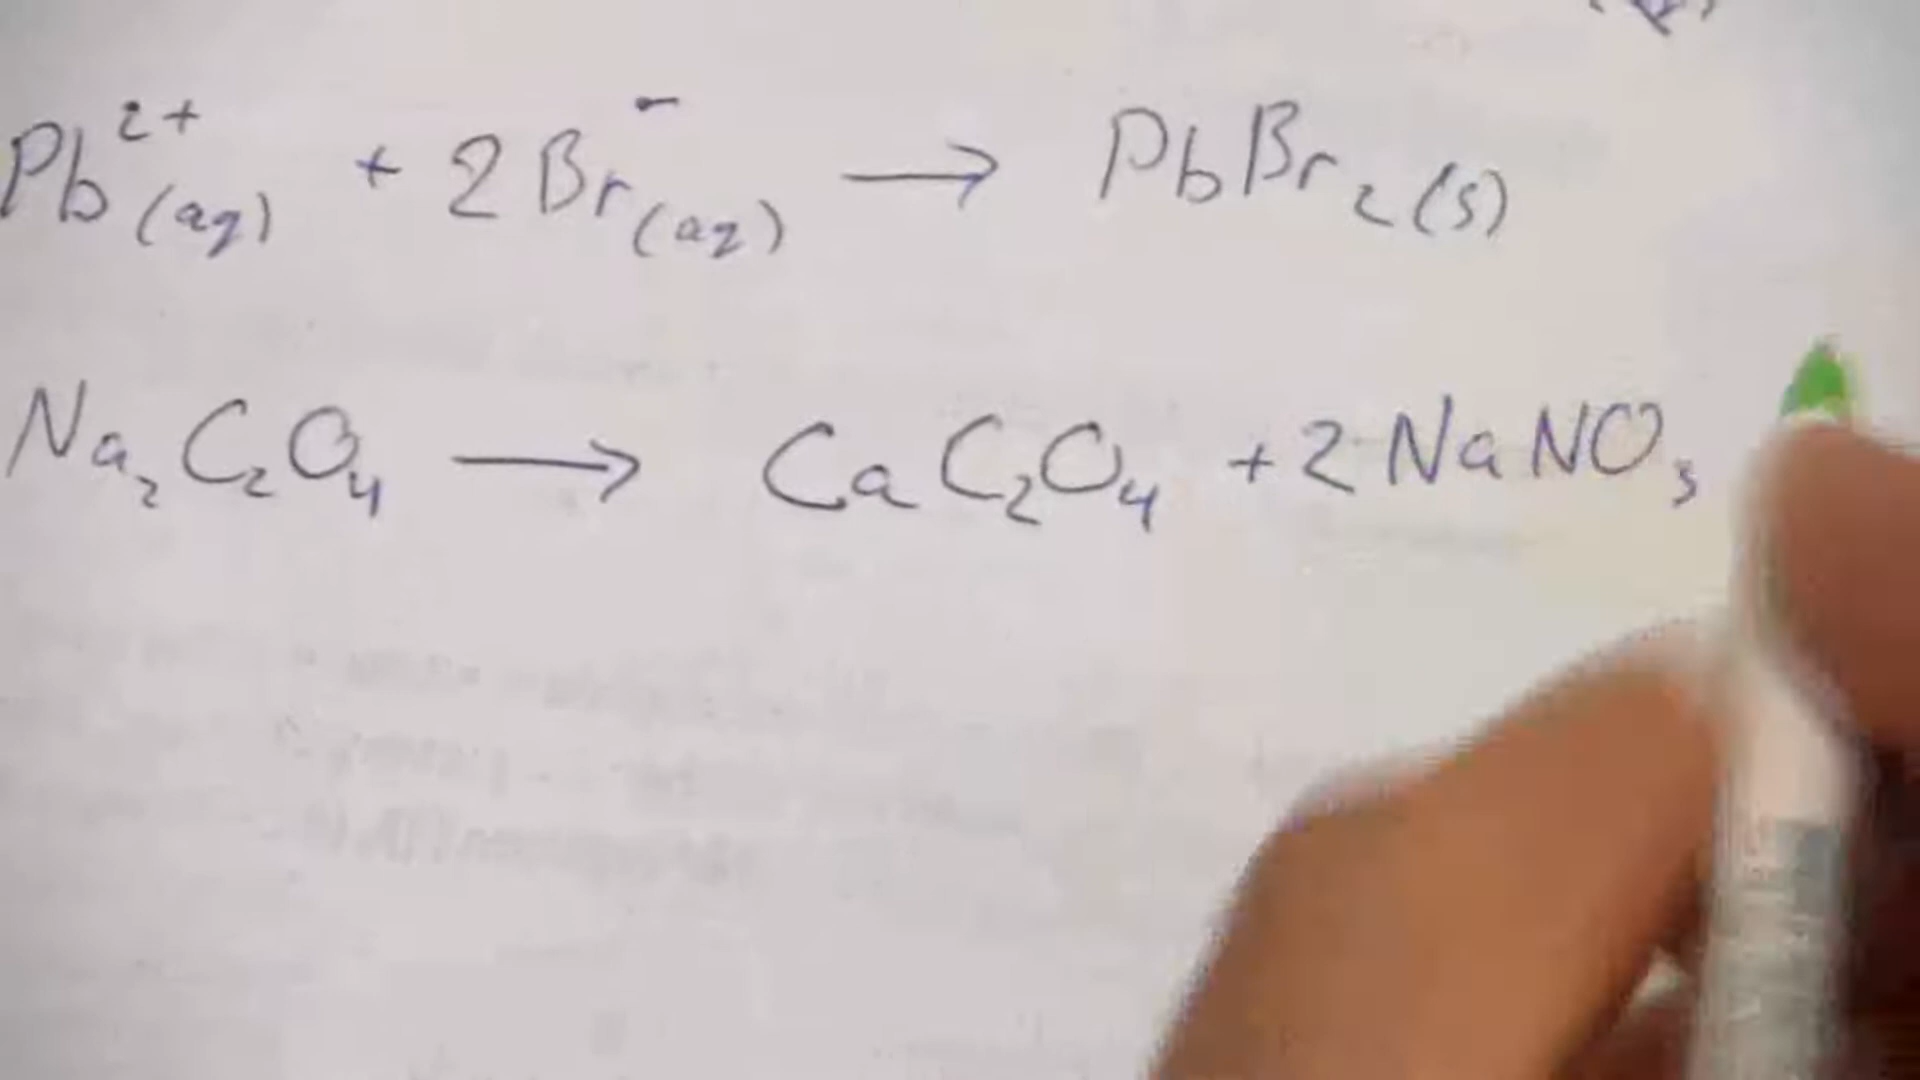 Pb²⁺(aq) + 2Br⁻(aq) → PbBr₂(s)
Na₂C₂O₄ → CaC₂O₄ + 2NaNO₃